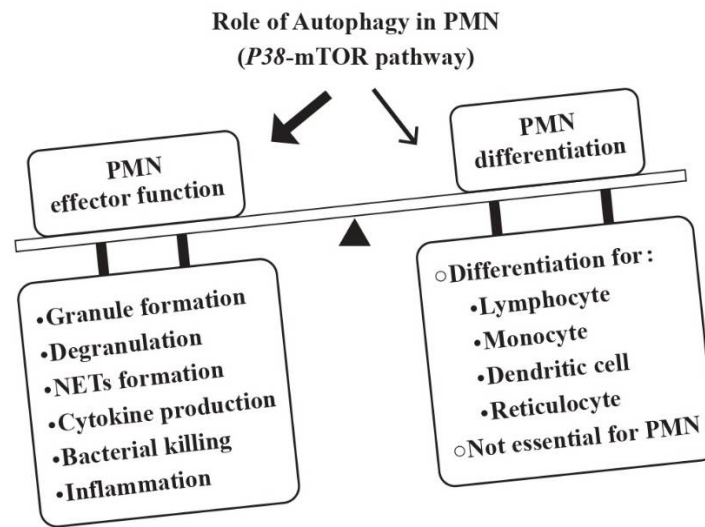 Role of Autophagy in PMN
(P38-mTOR pathway)
PMN
effector function
PMN
differentiation
•Granule formation
•Degranulation
•NETs formation
•Cytokine production
•Bacterial killing
•Inflammation
○Differentiation for:
•Lymphocyte
•Monocyte
•Dendritic cell
•Reticulocyte
○Not essential for PMN